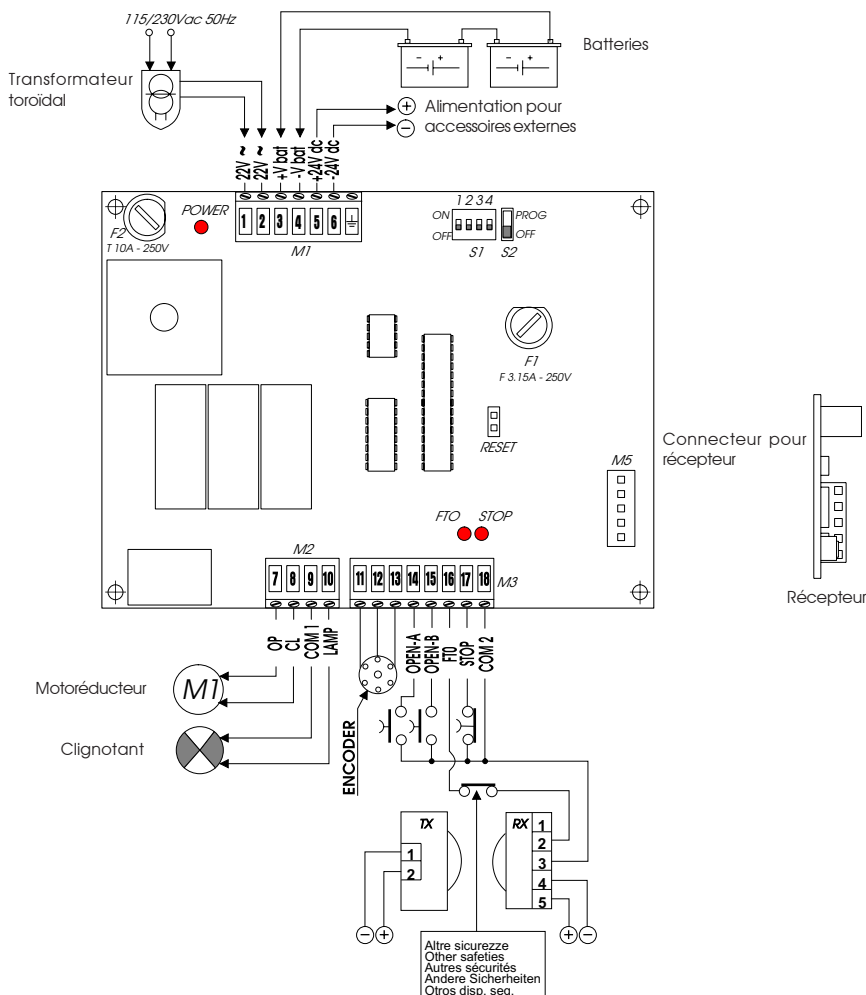 115/230Vac 50Hz
Transformateur
toroïdal
Batteries
- +
- +
+ Alimentation pour
- accessoires externes
22V ~
22V ~
+V bat
-V bat
+24V dc
-24V dc
F2
T 10A - 250V
POWER
1 2 3 4 5 6
M1
1 2 3 4
ON
OFF
S1
PROG
OFF
S2
F1
F 3.15A - 250V
RESET
Connecteur pour
récepteur
M5
Récepteur
FTO STOP
M2
7 8 9 10
11 12 13 14 15 16 17 18
M3
OP
CL
COM 1
LAMP
OPEN-A
OPEN-B
FTO
STOP
COM 2
Motoréducteur
M1
Clignotant
ENCODER
TX
1
2
- +
RX
1
2
3
4
5
+ -
Altre sicurezze
Other safeties
Autres sécurités
Andere Sicherheiten
Otros disp. seg.